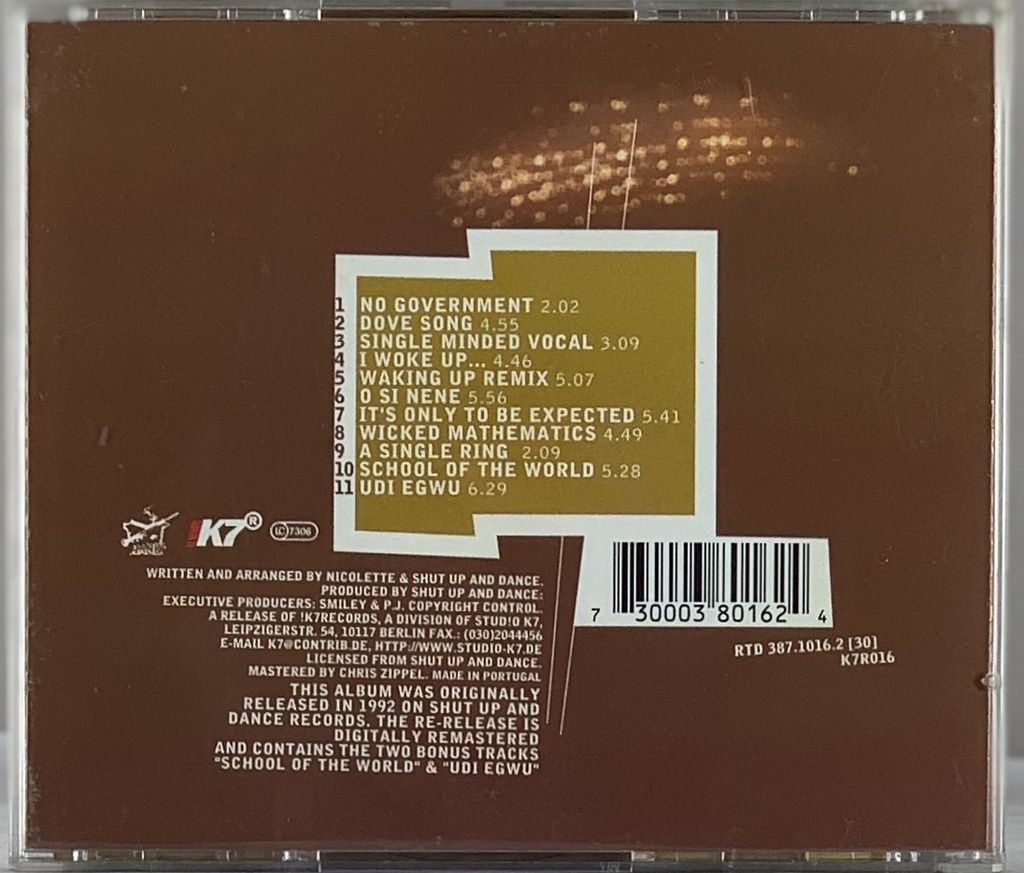 1 NO GOVERNMENT 2.02
2 DOVE SONG 4.55
3 SINGLE MINDED VOCAL 3.09
4 I WOKE UP... 4.46
5 WAKING UP REMIX 5.07
6 O SI NENE 5.56
7 IT'S ONLY TO BE EXPECTED 5.41
8 WICKED MATHEMATICS 4.49
9 A SINGLE RING 2.09
10 SCHOOL OF THE WORLD 5.28
11 UDI EGWU 6.29
!K7® LC 7306
WRITTEN AND ARRANGED BY NICOLETTE & SHUT UP AND DANCE.
PRODUCED BY SHUT UP AND DANCE:
EXECUTIVE PRODUCERS: SMILEY & P.J. COPYRIGHT CONTROL.
A RELEASE OF !K7RECORDS, A DIVISION OF STUD!O K7,
LEIPZIGERSTR. 54, 10117 BERLIN FAX.: (030)2044456
E-MAIL K7@CONTRIB.DE, HTTP://WWW.STUDIO-K7.DE
LICENSED FROM SHUT UP AND DANCE.
MASTERED BY CHRIS ZIPPEL. MADE IN PORTUGAL
THIS ALBUM WAS ORIGINALLY
RELEASED IN 1992 ON SHUT UP AND
DANCE RECORDS. THE RE-RELEASE IS
DIGITALLY REMASTERED
AND CONTAINS THE TWO BONUS TRACKS
"SCHOOL OF THE WORLD" & "UDI EGWU"
7 30003 80162 4
RTD 387.1016.2 [30]
K7R016